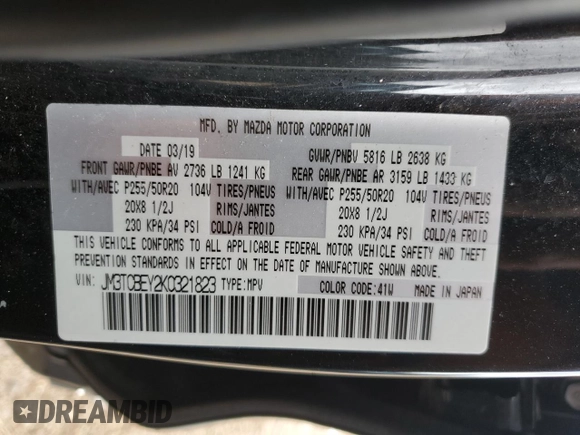 MFD. BY MAZDA MOTOR CORPORATION
DATE 03/19 GVWR/PNBV 5816 LB 2638 KG
FRONT GAWR/PNBE AV 2736 LB 1241 KG REAR GAWR/PNBE AR 3159 LB 1433 KG
WITH/AVEC P255/50R20 104V TIRES/PNEUS WITH/AVEC P255/50R20 104V TIRES/PNEUS
20X8 1/2J RIMS/JANTES 20X8 1/2J RIMS/JANTES
230 KPA/34 PSI COLD/A FROID 230 KPA/34 PSI COLD/A FROID
THIS VEHICLE CONFORMS TO ALL APPLICABLE FEDERAL MOTOR VEHICLE SAFETY AND THEFT
PREVENTION STANDARDS IN EFFECT ON THE DATE OF MANUFACTURE SHOWN ABOVE.
VIN: JM3TCBEY2K0321823 TYPE:MPV COLOR CODE:41W MADE IN JAPAN
DREAMBID